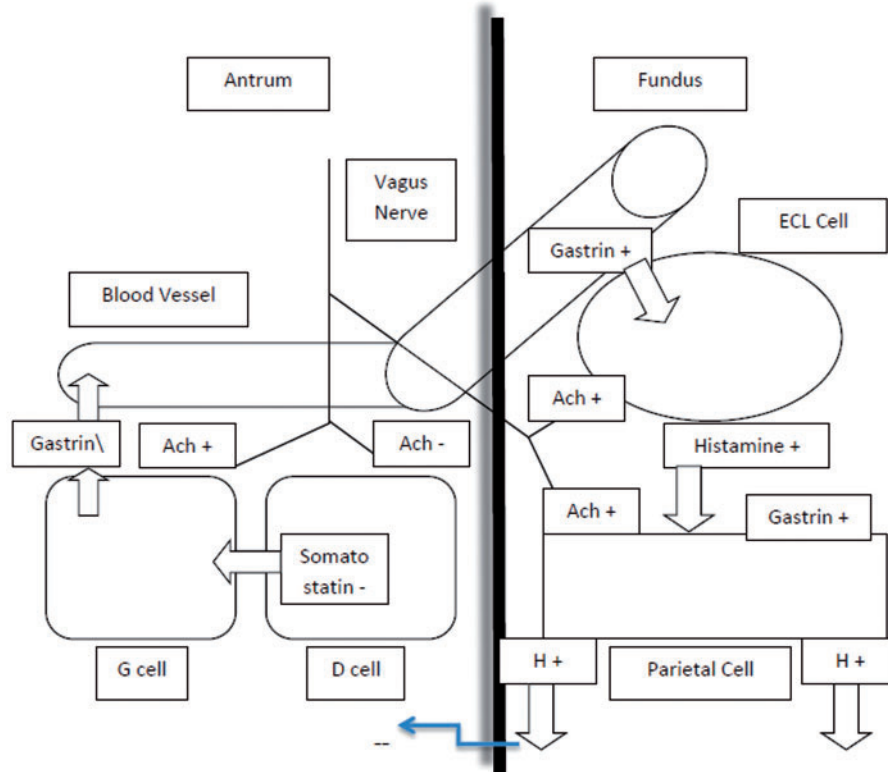 Antrum
Fundus
Vagus
Nerve
ECL Cell
Gastrin +
Blood Vessel
Ach +
Gastrin\
Ach +
Ach -
Histamine +
Ach +
Gastrin +
Somato
statin -
G cell
D cell
H +
Parietal Cell
H +
--